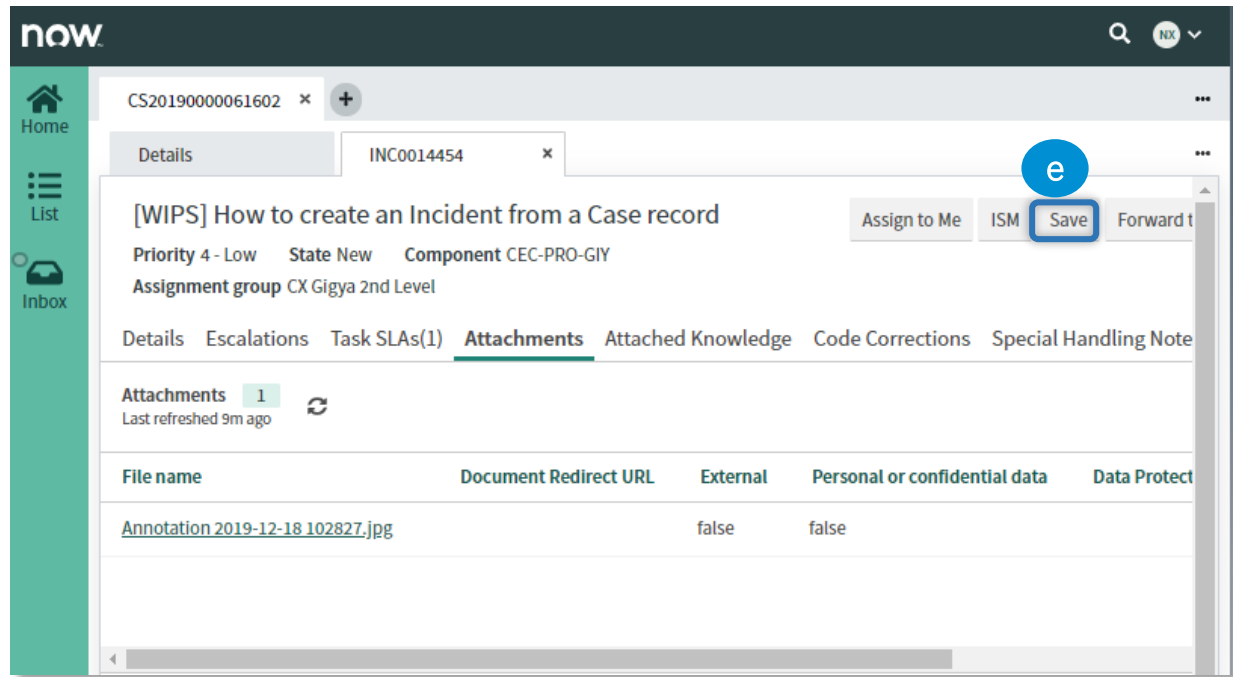 now.
NX
Home
List
Inbox
CS20190000061602 × +
Details INC0014454 ×
e
[WIPS] How to create an Incident from a Case record
Assign to Me ISM Save Forward t
Priority 4 - Low State New Component CEC-PRO-GIY
Assignment group CX Gigya 2nd Level
Details Escalations Task SLAs(1) Attachments Attached Knowledge Code Corrections Special Handling Note
Attachments 1
Last refreshed 9m ago
File name Document Redirect URL External Personal or confidential data Data Protect
Annotation 2019-12-18 102827.jpg false false